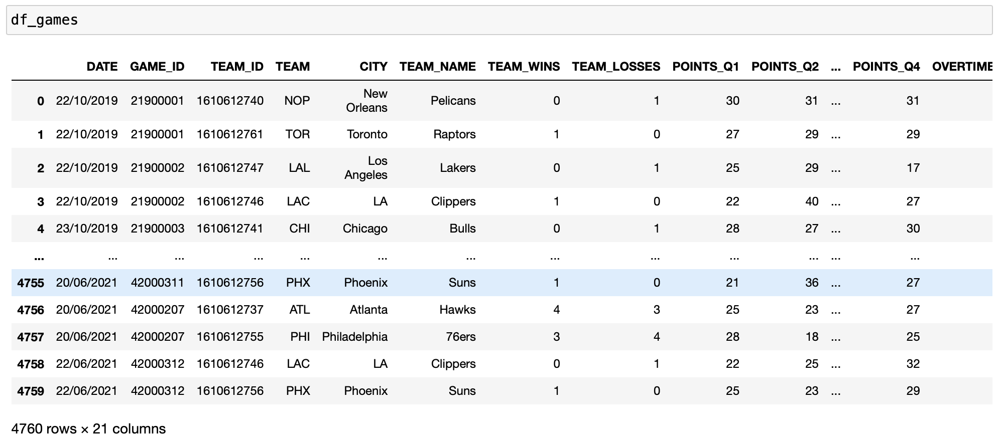 df_games
DATE GAME_ID TEAM_ID TEAM CITY TEAM_NAME TEAM_WINS TEAM_LOSSES POINTS_Q1 POINTS_Q2 ... POINTS_Q4 OVERTIME
0 22/10/2019 21900001 1610612740 NOP New Orleans Pelicans 0 1 30 31 ... 31
1 22/10/2019 21900001 1610612761 TOR Toronto Raptors 1 0 27 29 ... 29
2 22/10/2019 21900002 1610612747 LAL Los Angeles Lakers 0 1 25 29 ... 17
3 22/10/2019 21900002 1610612746 LAC LA Clippers 1 0 22 40 ... 27
4 23/10/2019 21900003 1610612741 CHI Chicago Bulls 0 1 28 27 ... 30
... ... ... ... ... ... ... ... ... ... ... ... ...
4755 20/06/2021 42000311 1610612756 PHX Phoenix Suns 1 0 21 36 ... 27
4756 20/06/2021 42000207 1610612737 ATL Atlanta Hawks 4 3 25 23 ... 27
4757 20/06/2021 42000207 1610612755 PHI Philadelphia 76ers 3 4 28 18 ... 25
4758 22/06/2021 42000312 1610612746 LAC LA Clippers 0 1 22 25 ... 32
4759 22/06/2021 42000312 1610612756 PHX Phoenix Suns 1 0 25 23 ... 29
4760 rows × 21 columns